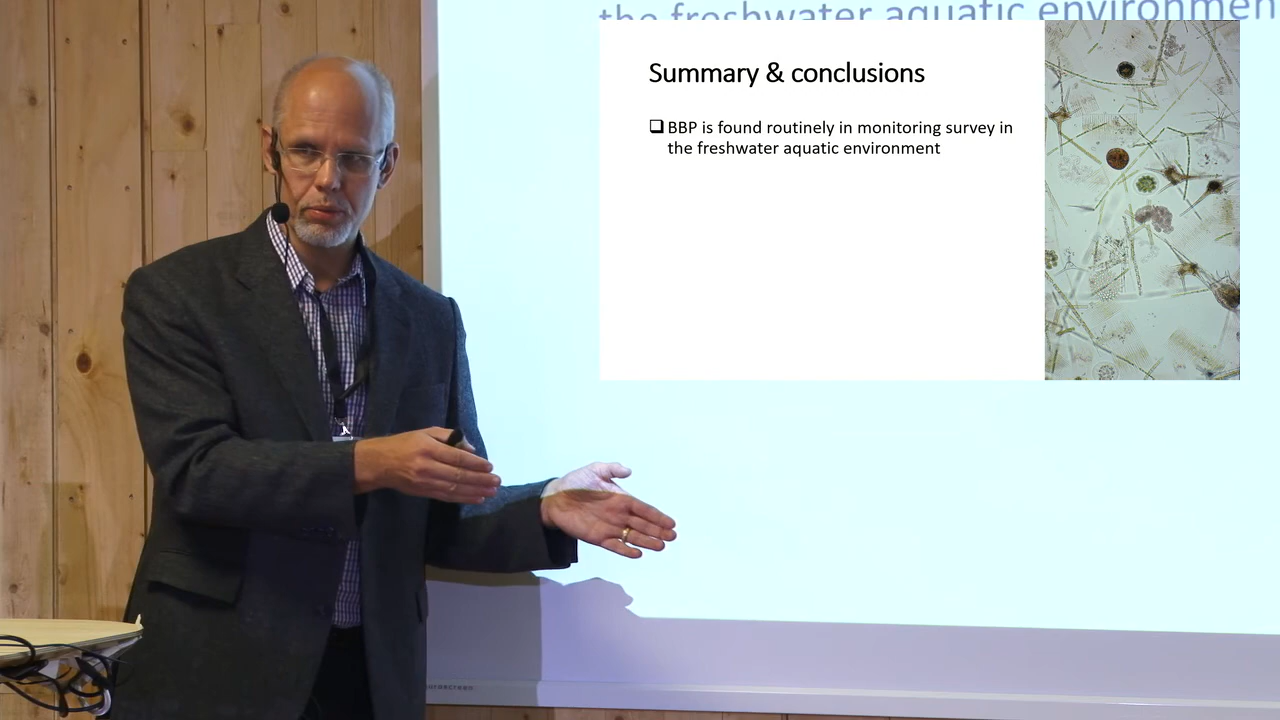 the freshwater aquatic environmen
Summary & conclusions
BBP is found routinely in monitoring survey in
the freshwater aquatic environment